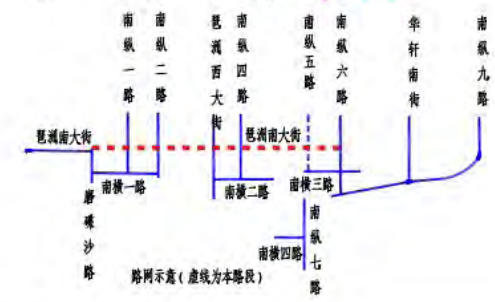 南纵一路
南纵二路
琶洲西大街
南纵四路
南纵五路
南纵六路
华轩南街
南纵九路
琶洲南大街
琶洲南大街
南横一路
南横二路
南横三路
磨碟沙路
南纵七路
南横四路
路网示意(虚线为本路段)